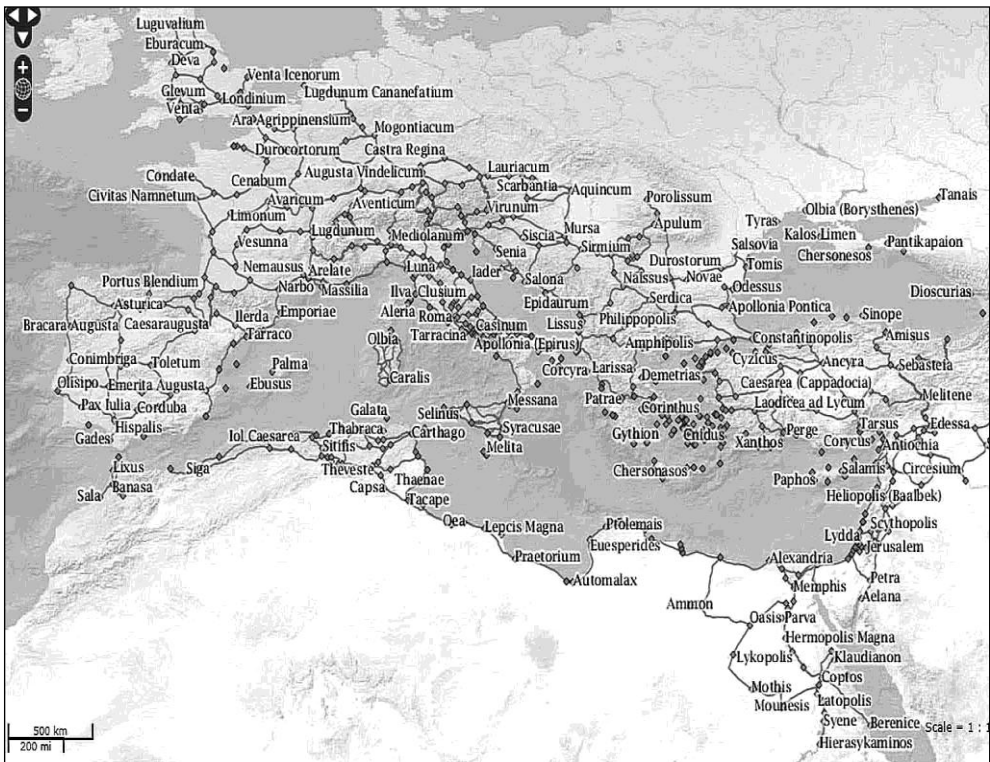 Luguvalium
Eburacum
Deva
+
Venta Icenorum
Glevum
Londinium
Lugdunum Cananefatium
Venta
−
Ara Agrippinensium
Mogontiacum
Durocortorum
Castra Regina
Condate
Cenabum
Augusta Vindelicum
Lauriacum
Scarbantia
Aquincum
Porolissum
Tanais
Civitas Namnetum
Avaricum
Aventicum
Virunum
Olbia (Borysthenes)
Limonum
Tyras
Apulum
Vesunna
Lugdunum
Mediolanum
Siscia
Mursa
Kalos Limen
Pantikapaion
Sirmium
Salsovia
Chersonesos
Senia
Durostorum
Tomis
Nemausus
Arelate
Luna
Iader
Salona
Naissus
Novae
Portus Blendium
Narbo
Massilia
Ilva
Clusium
Odessus
Dioscurias
Asturica
Epidaurum
Serdica
Apollonia Pontica
Ilerda
Emporiae
Aleria
Roma
Sinope
Bracara Augusta
Caesaraugusta
Casinum
Lissus
Philippopolis
Tarraco
Tarracina
Olbia
Apollonia (Epirus)
Amphipolis
Constantinopolis
Amisus
Conimbriga
Toletum
Palma
Corcyra
Larissa
Cyzicus
Ancyra
Sebasteia
Olisipo
Emerita Augusta
Ebusus
Caralis
Demetrias
Caesarea (Cappadocia)
Pax Iulia
Corduba
Messana
Patrae
Corinthus
Laodicea ad Lycum
Melitene
Galata
Selinus
Hispalis
Thabraca
Carthago
Syracusae
Gythion
Cnidus
Perge
Tarsus
Edessa
Gades
Iol Caesarea
Sitifis
Melita
Xanthos
Corycus
Antiochia
Lixus
Siga
Theveste
Thaenae
Chersonasos
Paphos
Salamis
Circesium
Sala
Banasa
Capsa
Tacape
Heliopolis (Baalbek)
Oea
Lepcis Magna
Ptolemais
Scythopolis
Lydda
Euesperides
Jerusalem
Praetorium
Alexandria
Automalax
Memphis
Petra
Aelana
Ammon
Oasis Parva
Hermopolis Magna
Lykopolis
Klaudianon
Coptos
Mothis
Mounesis
Latopolis
Syene
Berenice
Hierasykaminos
500 km
200 mi
Scale = 1 : 1